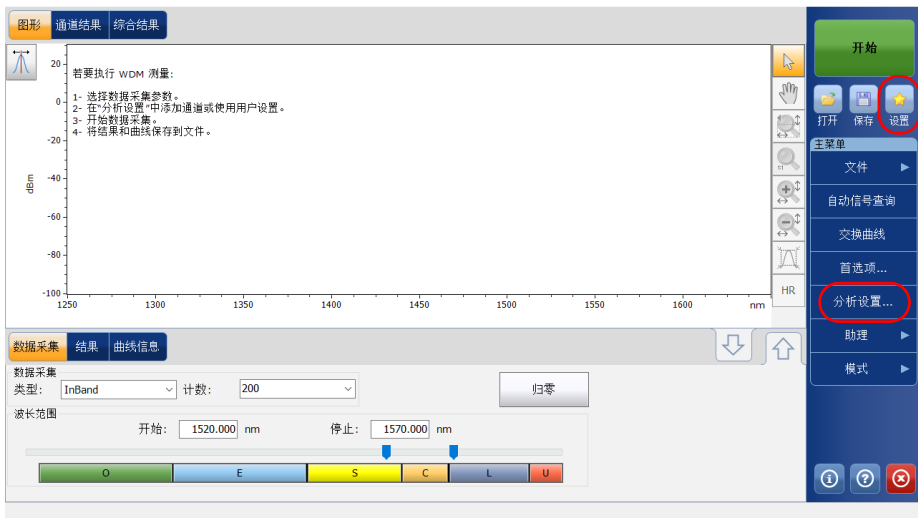 图形 通道结果 综合结果
若要执行 WDM 测量:
1- 选择数据采集参数。
2- 在"分析设置"中添加通道或使用用户设置。
3- 开始数据采集。
4- 将结果和曲线保存到文件。
20
0
-20
-40
-60
-80
-100
dBm
1250 1300 1350 1400 1450 1500 1550 1600 nm
1:1
HR
数据采集 结果 曲线信息
数据采集
类型: InBand 计数: 200 归零
波长范围
开始: 1520.000 nm 停止: 1570.000 nm
O E S C L U
开始
打开 保存 设置
主菜单
文件
自动信号查询
交换曲线
首选项...
分析设置...
助理
模式